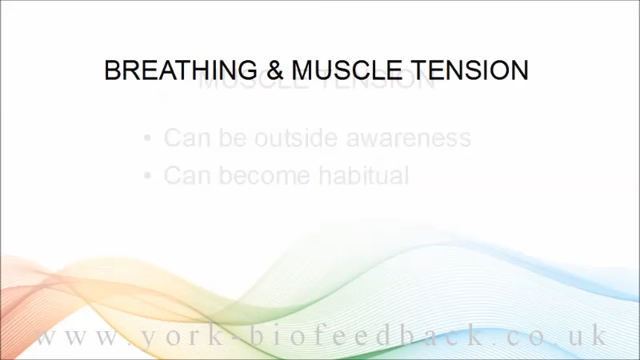 BREATHING & MUSCLE TENSION
MUSCLE TENSION
• Can be outside awareness
• Can become habitual
www.york-biofeedback.co.uk